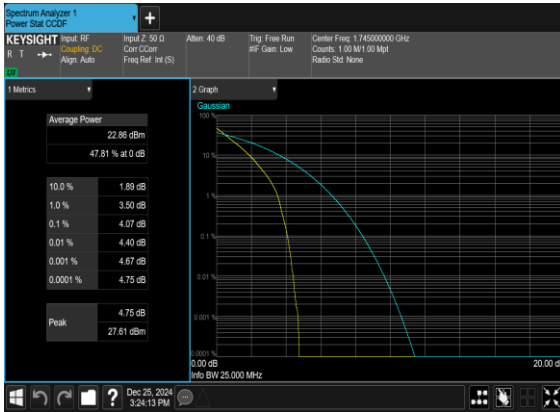 Spectrum Analyzer 1
Power Stat CCDF
+
KEYSIGHT
R T
LV
Input: RF
Coupling: DC
Align: Auto
Input Z: 50 Ω
Corr CCorr
Freq Ref: Int (S)
Atten: 40 dB
Trig: Free Run
#IF Gain: Low
Center Freq: 1.745000000 GHz
Counts: 1.00 M/1.00 Mpt
Radio Std: None
1 Metrics
Average Power
22.86 dBm
47.81 % at 0 dB
10.0 % 1.89 dB
1.0 % 3.50 dB
0.1 % 4.07 dB
0.01 % 4.40 dB
0.001 % 4.67 dB
0.0001 % 4.75 dB
Peak
4.75 dB
27.61 dBm
2 Graph
Gaussian
100 %
10 %
1 %
0.1 %
0.01 %
0.001 %
0.0001 %
0.00 dB
20.00 d
Info BW 25.000 MHz
?
Dec 25, 2024
3:24:13 PM